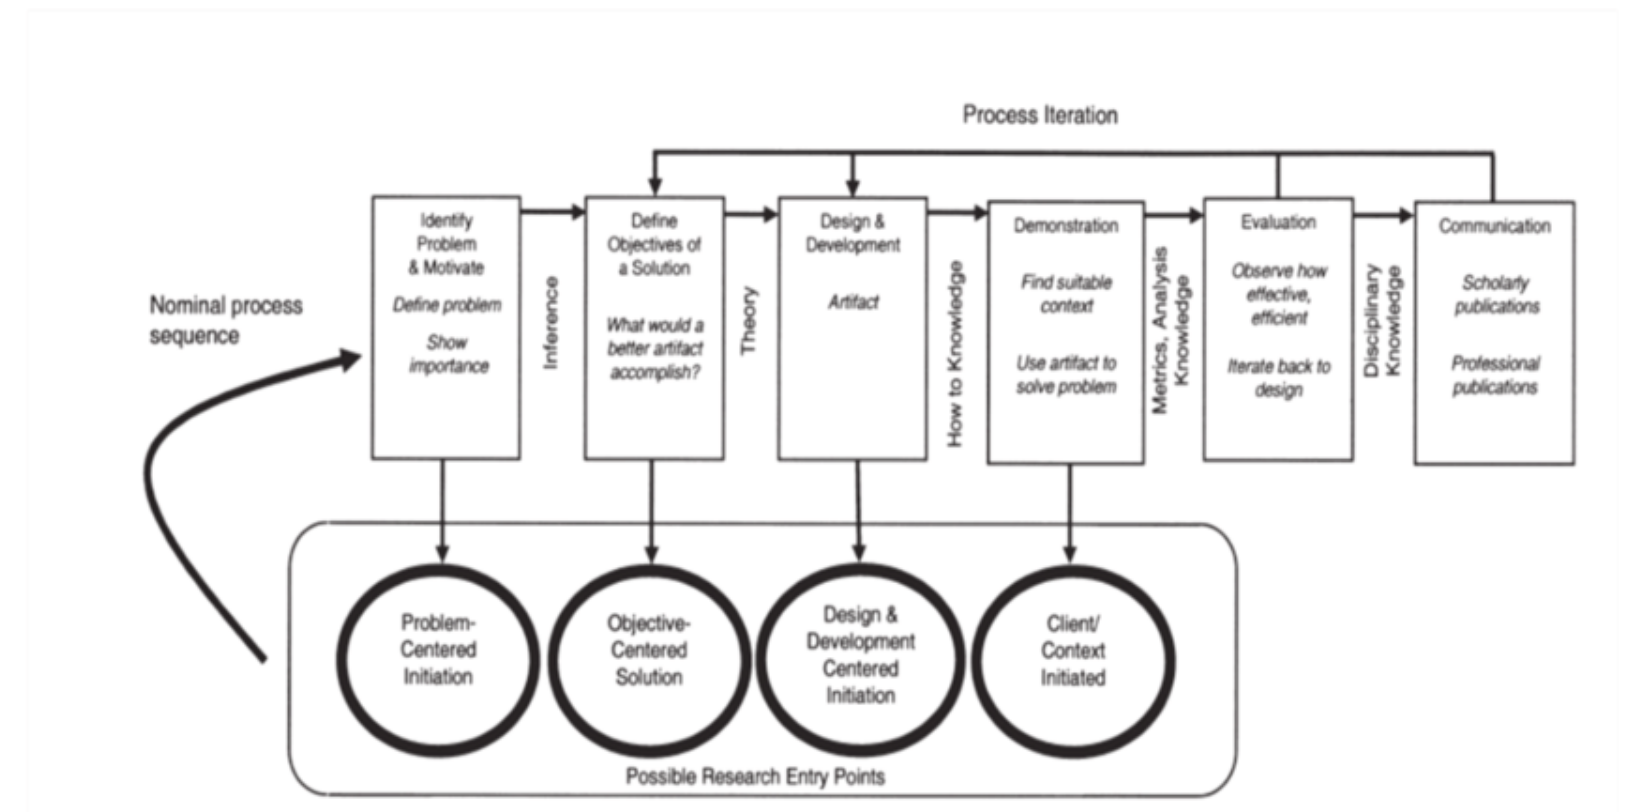 Process Iteration
Nominal process
sequence
Identify
Problem
& Motivate
Define problem
Show
importance
Inference
Define
Objectives of
a Solution
What would a
better artifact
accomplish?
Theory
Design &
Development
Artifact
How to Knowledge
Demonstration
Find suitable
context
Use artifact to
solve problem
Metrics, Analysis
Knowledge
Evaluation
Observe how
effective,
efficient
Iterate back to
design
Disciplinary
Knowledge
Communication
Scholarly
publications
Professional
publications
Problem-
Centered
Initiation
Objective-
Centered
Solution
Design &
Development
Centered
Initiation
Client/
Context
Initiated
Possible Research Entry Points